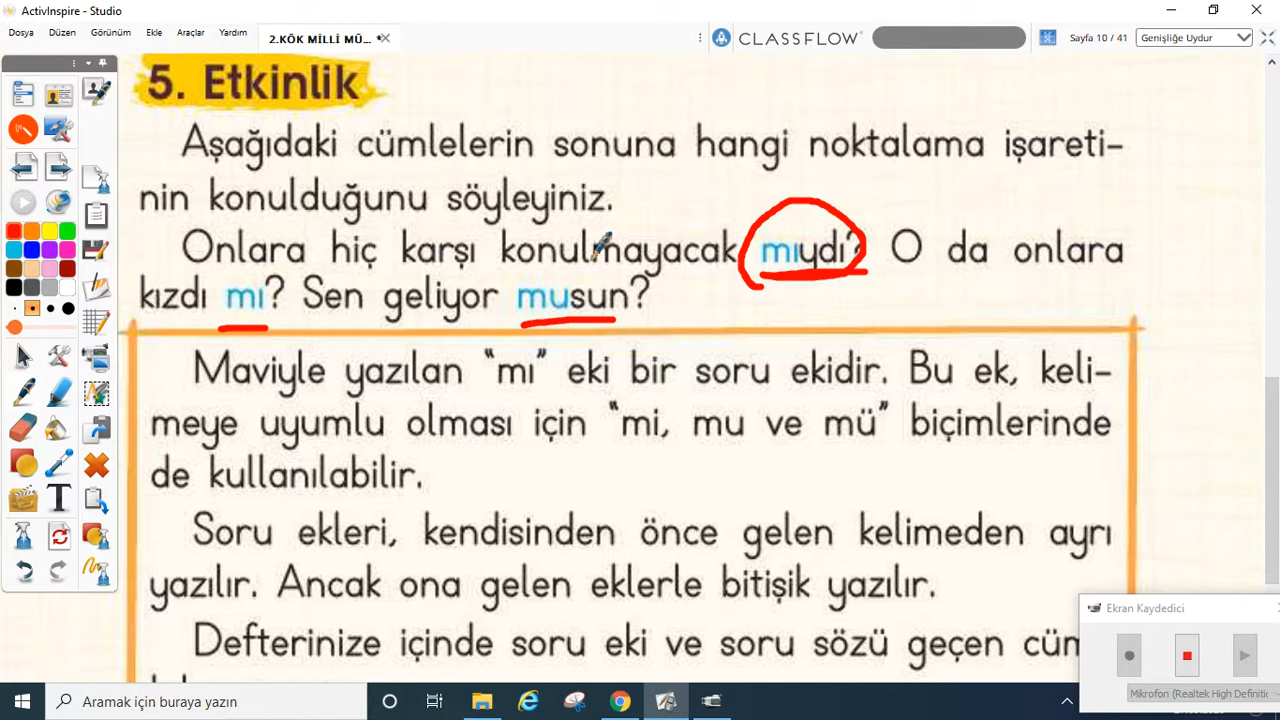 ActivInspire - Studio
Dosya Düzen Görünüm Ekle Araçlar Yardım
2.KÖK MİLLİ MÜ...
CLASSFLOW
Sayfa 10 / 41
Genişliğe Uydur
5. Etkinlik
Aşağıdaki cümlelerin sonuna hangi noktalama işareti-
nin konulduğunu söyleyiniz.
Onlara hiç karşı konulmayacak mıydı? O da onlara
kızdı mı? Sen geliyor musun?
Maviyle yazılan "mı" eki bir soru ekidir. Bu ek, keli-
meye uyumlu olması için "mi, mu ve mü" biçimlerinde
de kullanılabilir.
Soru ekleri, kendisinden önce gelen kelimeden ayrı
yazılır. Ancak ona gelen eklerle bitişik yazılır.
Defterinize içinde soru eki ve soru sözü geçen cüm
Ekran Kaydedici
Mikrofon (Realtek High Definitic
Aramak için buraya yazın